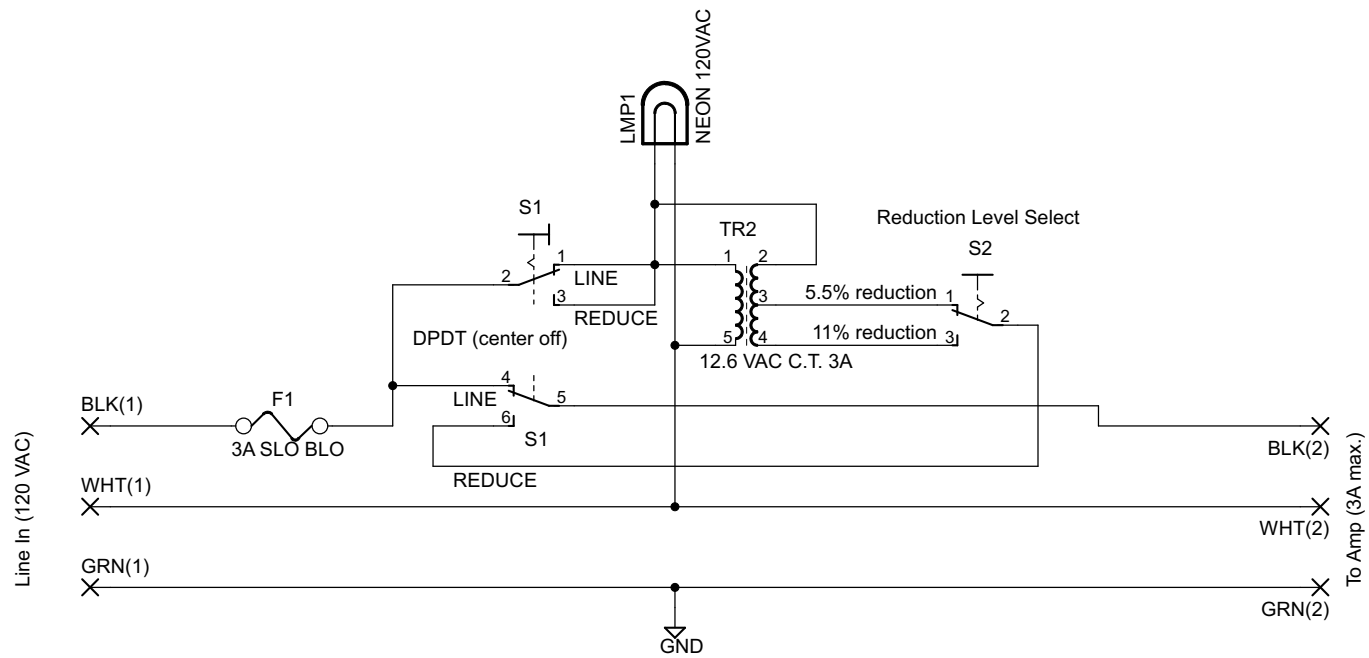 LMP1
NEON 120VAC
S1
TR2
Reduction Level Select
S2
1
2
LINE
3
REDUCE
DPDT (center off)
1
2
3
5
4
5.5% reduction
11% reduction
1
2
3
12.6 VAC C.T. 3A
4
LINE
5
6
S1
REDUCE
BLK(1)
F1
3A SLO BLO
BLK(2)
WHT(1)
WHT(2)
GRN(1)
GRN(2)
GND
Line In (120 VAC)
To Amp (3A max.)